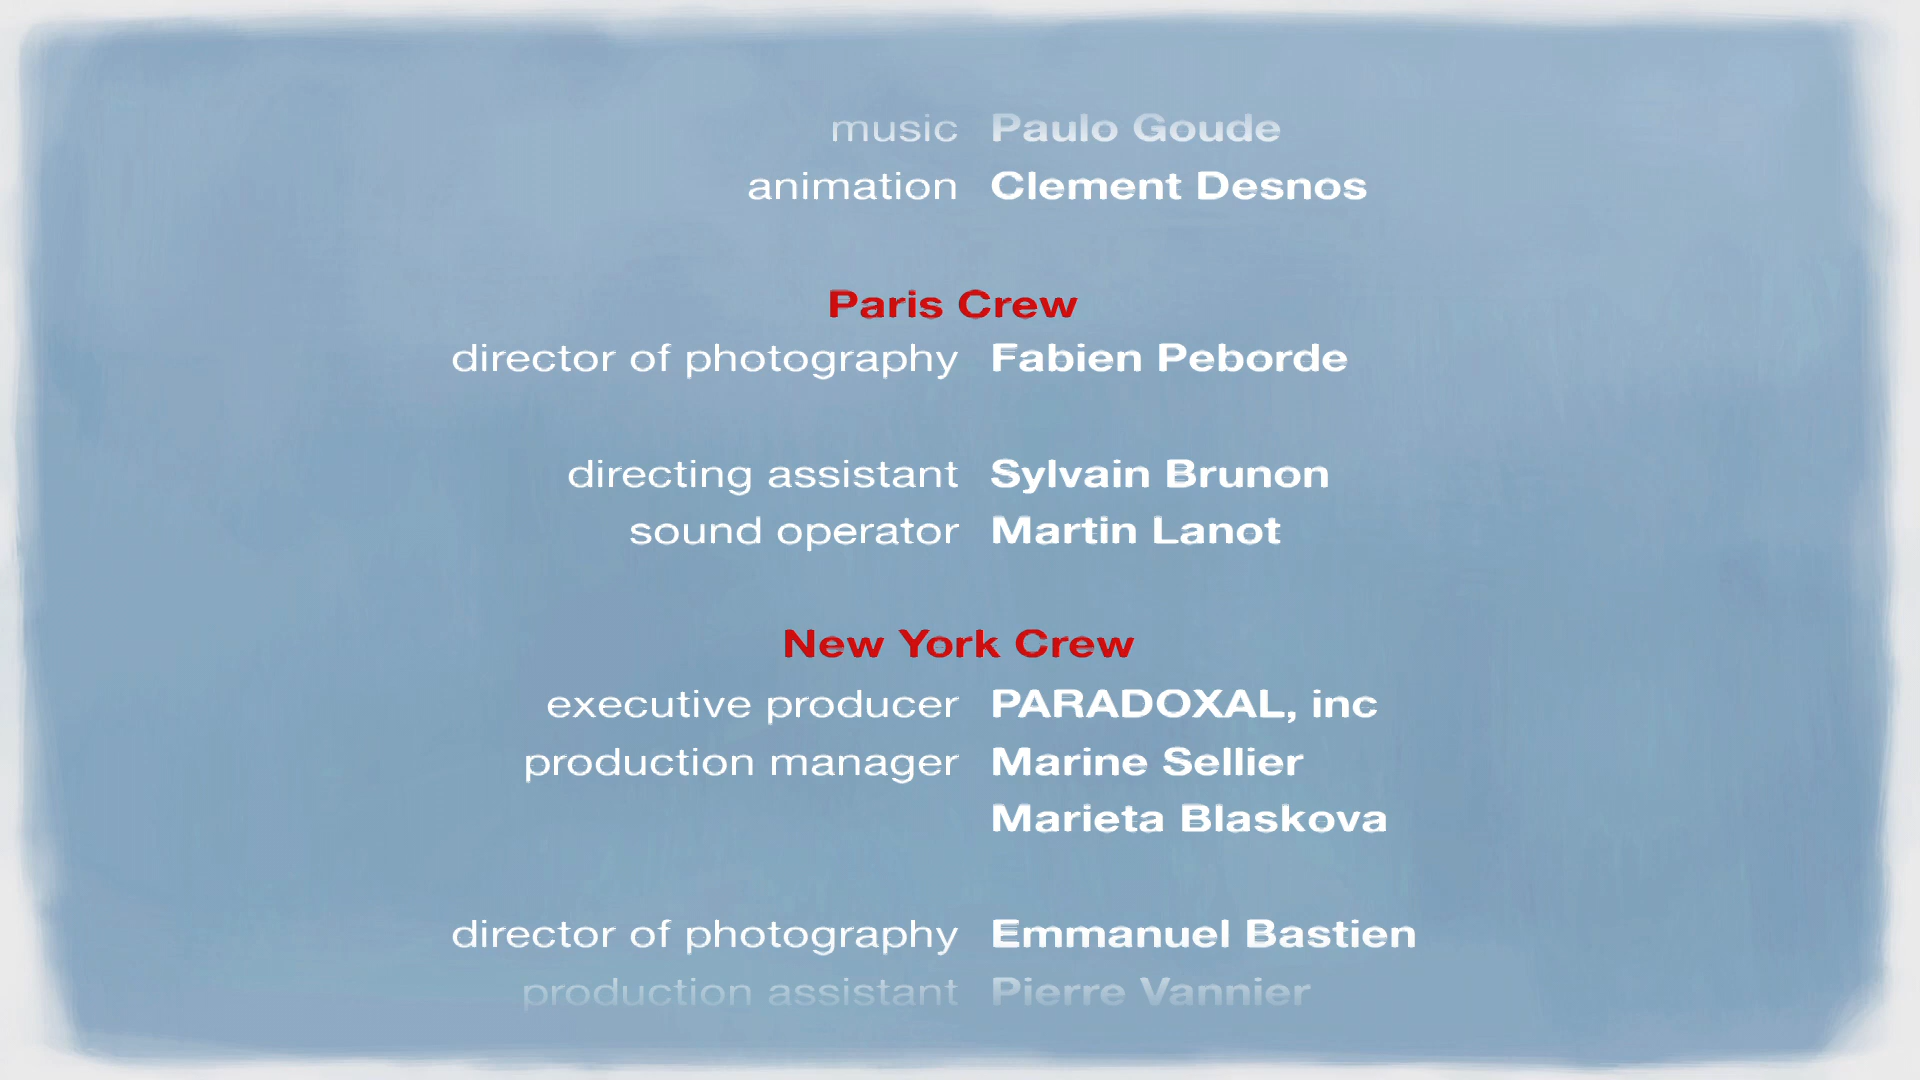 music Paulo Goude
animation Clement Desnos
Paris Crew
director of photography Fabien Peborde
directing assistant Sylvain Brunon
sound operator Martin Lanot
New York Crew
executive producer PARADOXAL, inc
production manager Marine Sellier
Marieta Blaskova
director of photography Emmanuel Bastien
production assistant Pierre Vannier